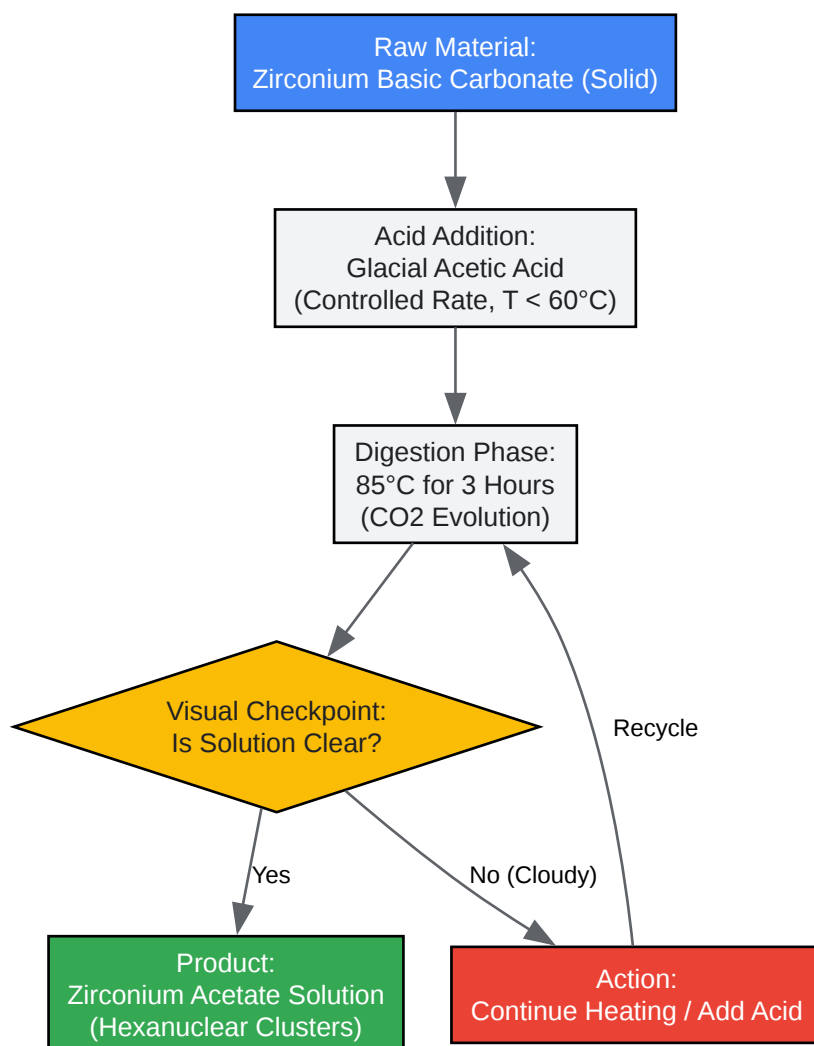 Raw Material:
Zirconium Basic Carbonate (Solid)
Acid Addition:
Glacial Acetic Acid
(Controlled Rate, T < 60°C)
Digestion Phase:
85°C for 3 Hours
(CO2 Evolution)
Visual Checkpoint:
Is Solution Clear?
Recycle
Yes
No (Cloudy)
Product:
Zirconium Acetate Solution
(Hexanuclear Clusters)
Action:
Continue Heating / Add Acid